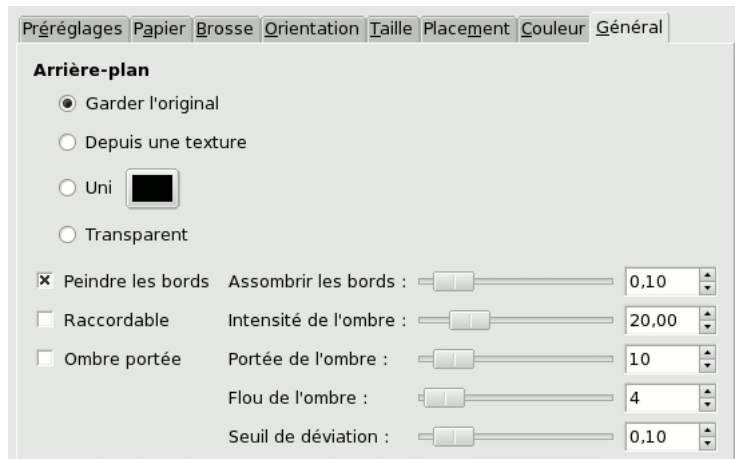 Préréglages Papier Brosse Orientation Taille Placement Couleur Général
Arrière-plan
Garder l'original
Depuis une texture
Uni
Transparent
Peindre les bords Assombrir les bords : 0,10
Raccordable Intensité de l'ombre : 20,00
Ombre portée Portée de l'ombre : 10
Flou de l'ombre : 4
Seuil de déviation : 0,10